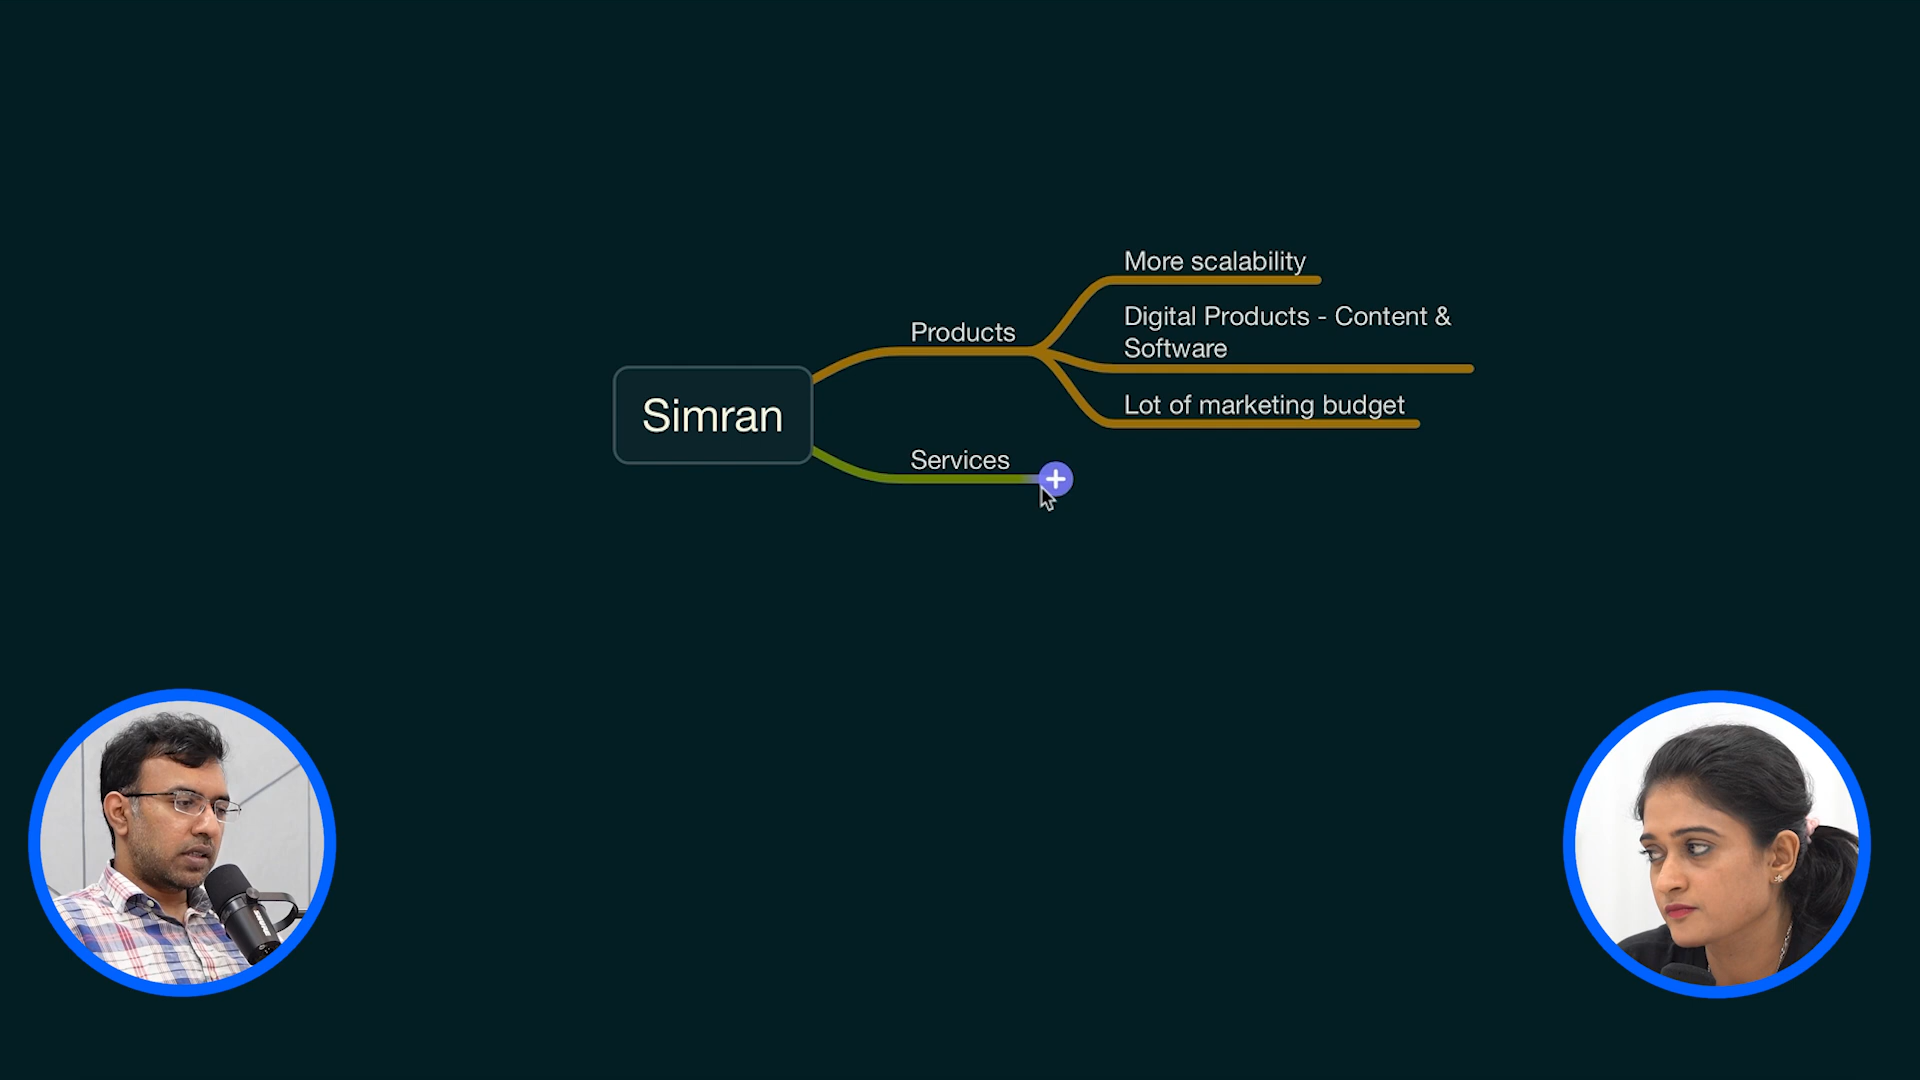 More scalability
Digital Products - Content &
Software
Products
Lot of marketing budget
Simran
Services